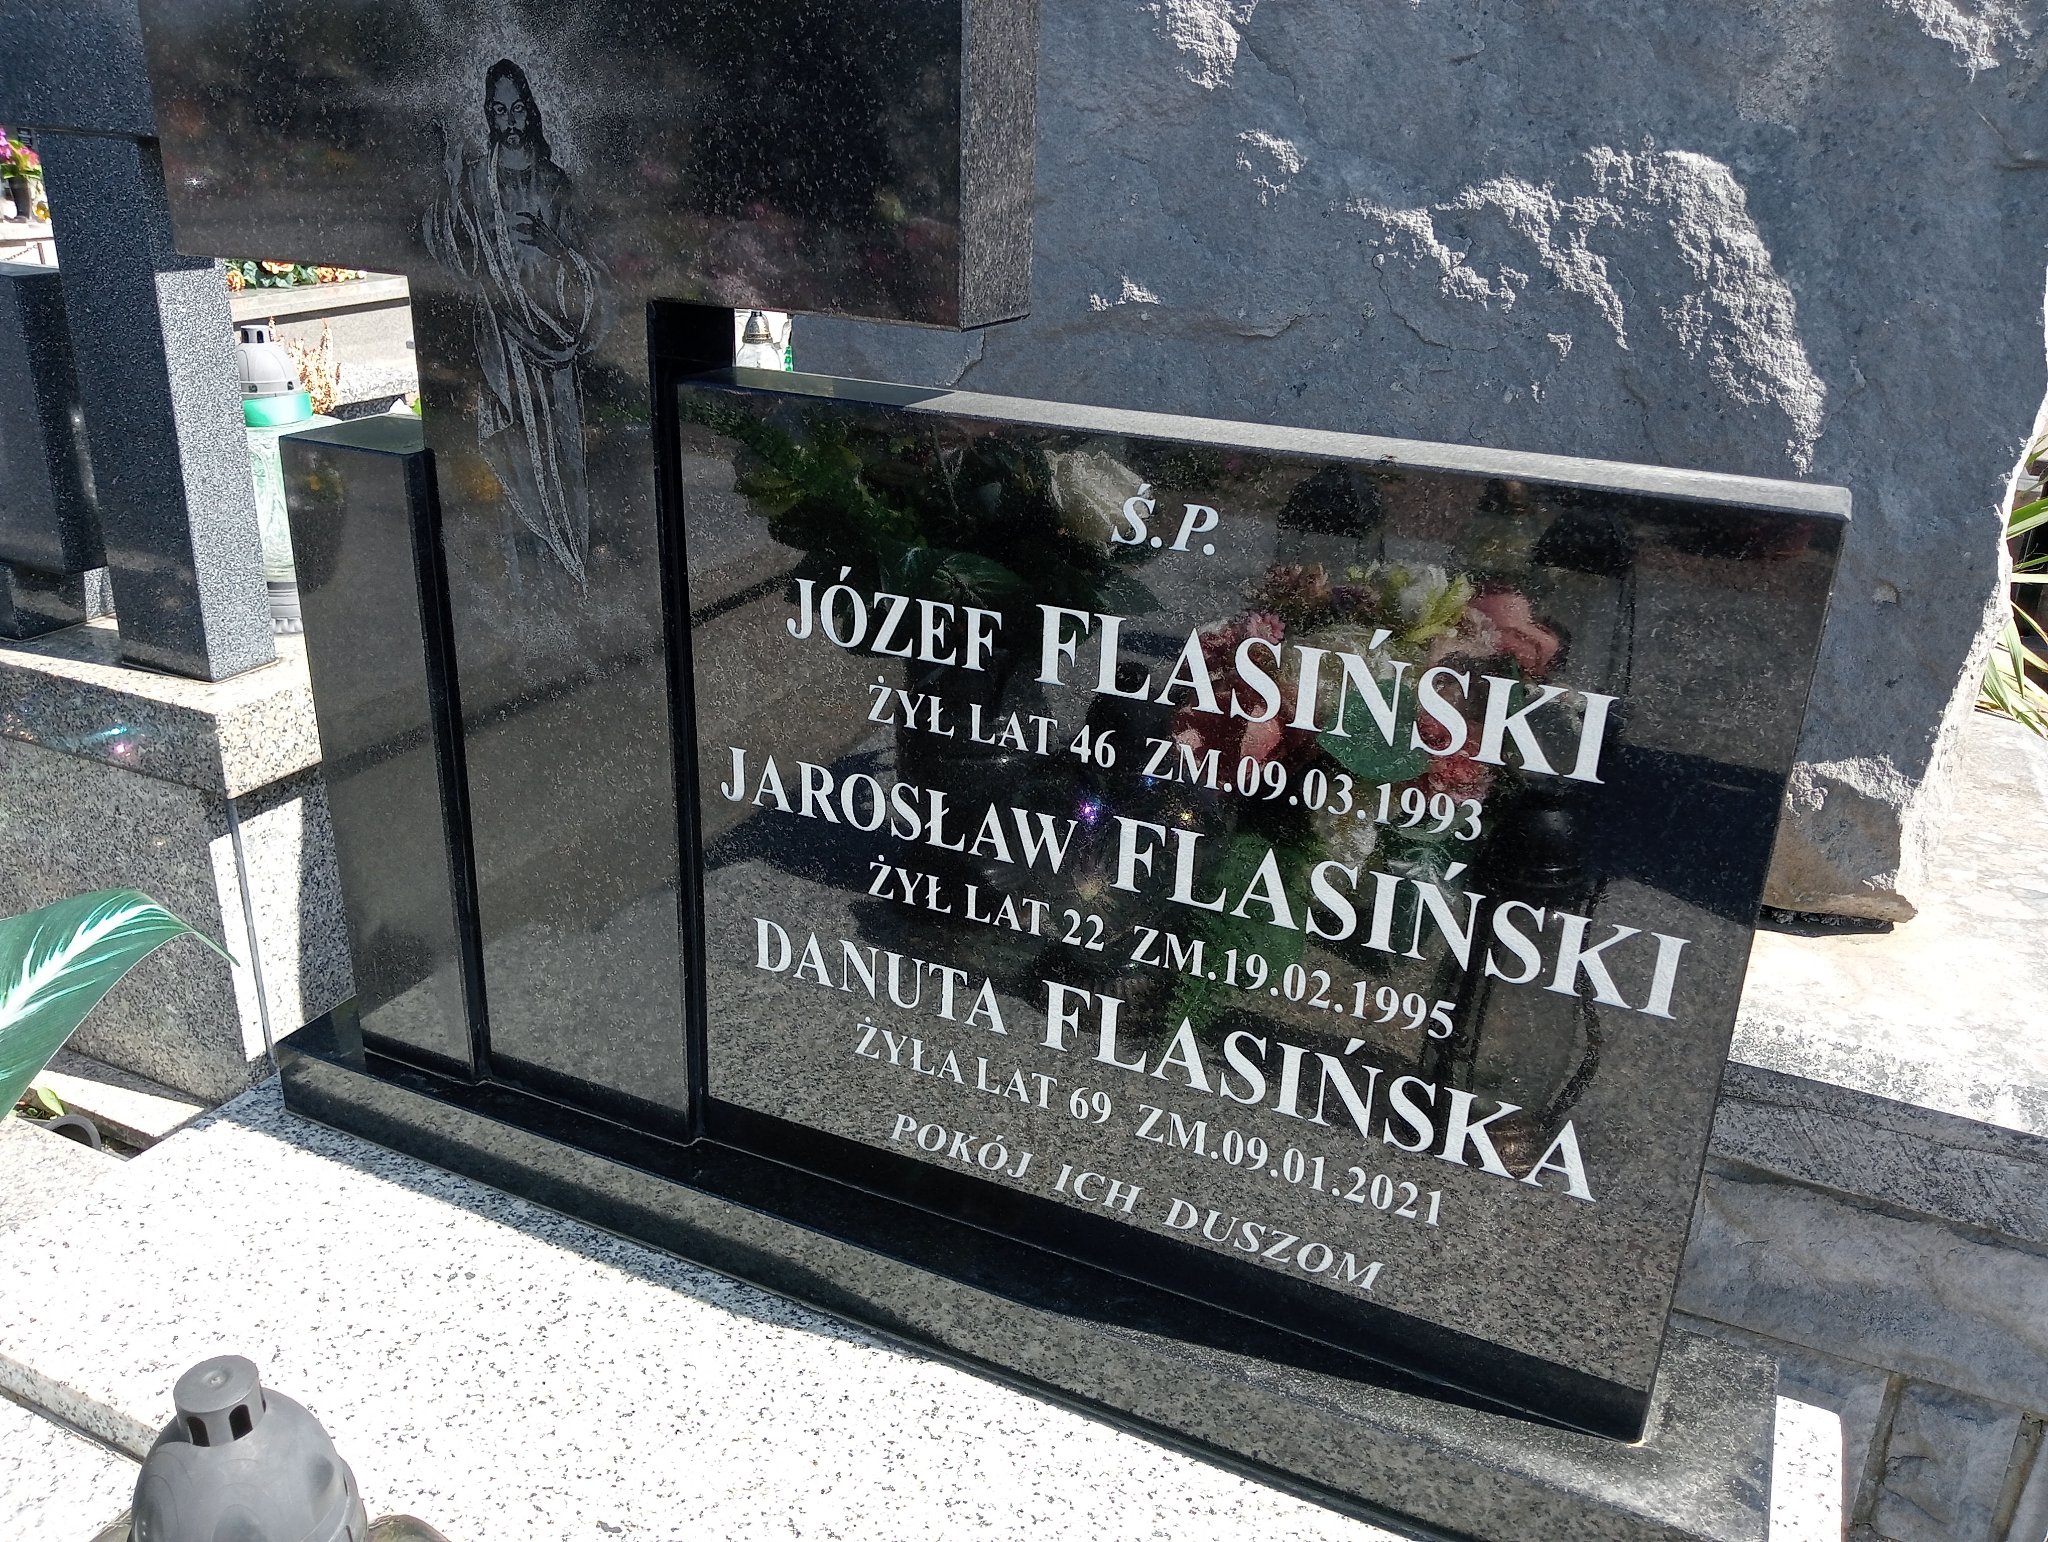 Ś.P.
JÓZEF FLASIŃSKI
ŻYŁ LAT 46 ZM.09.03.1993
JAROSŁAW FLASIŃSKI
ŻYŁ LAT 22 ZM.19.02.1995
DANUTA FLASIŃSKA
ŻYŁA LAT 69 ZM.09.01.2021
POKÓJ ICH DUSZOM